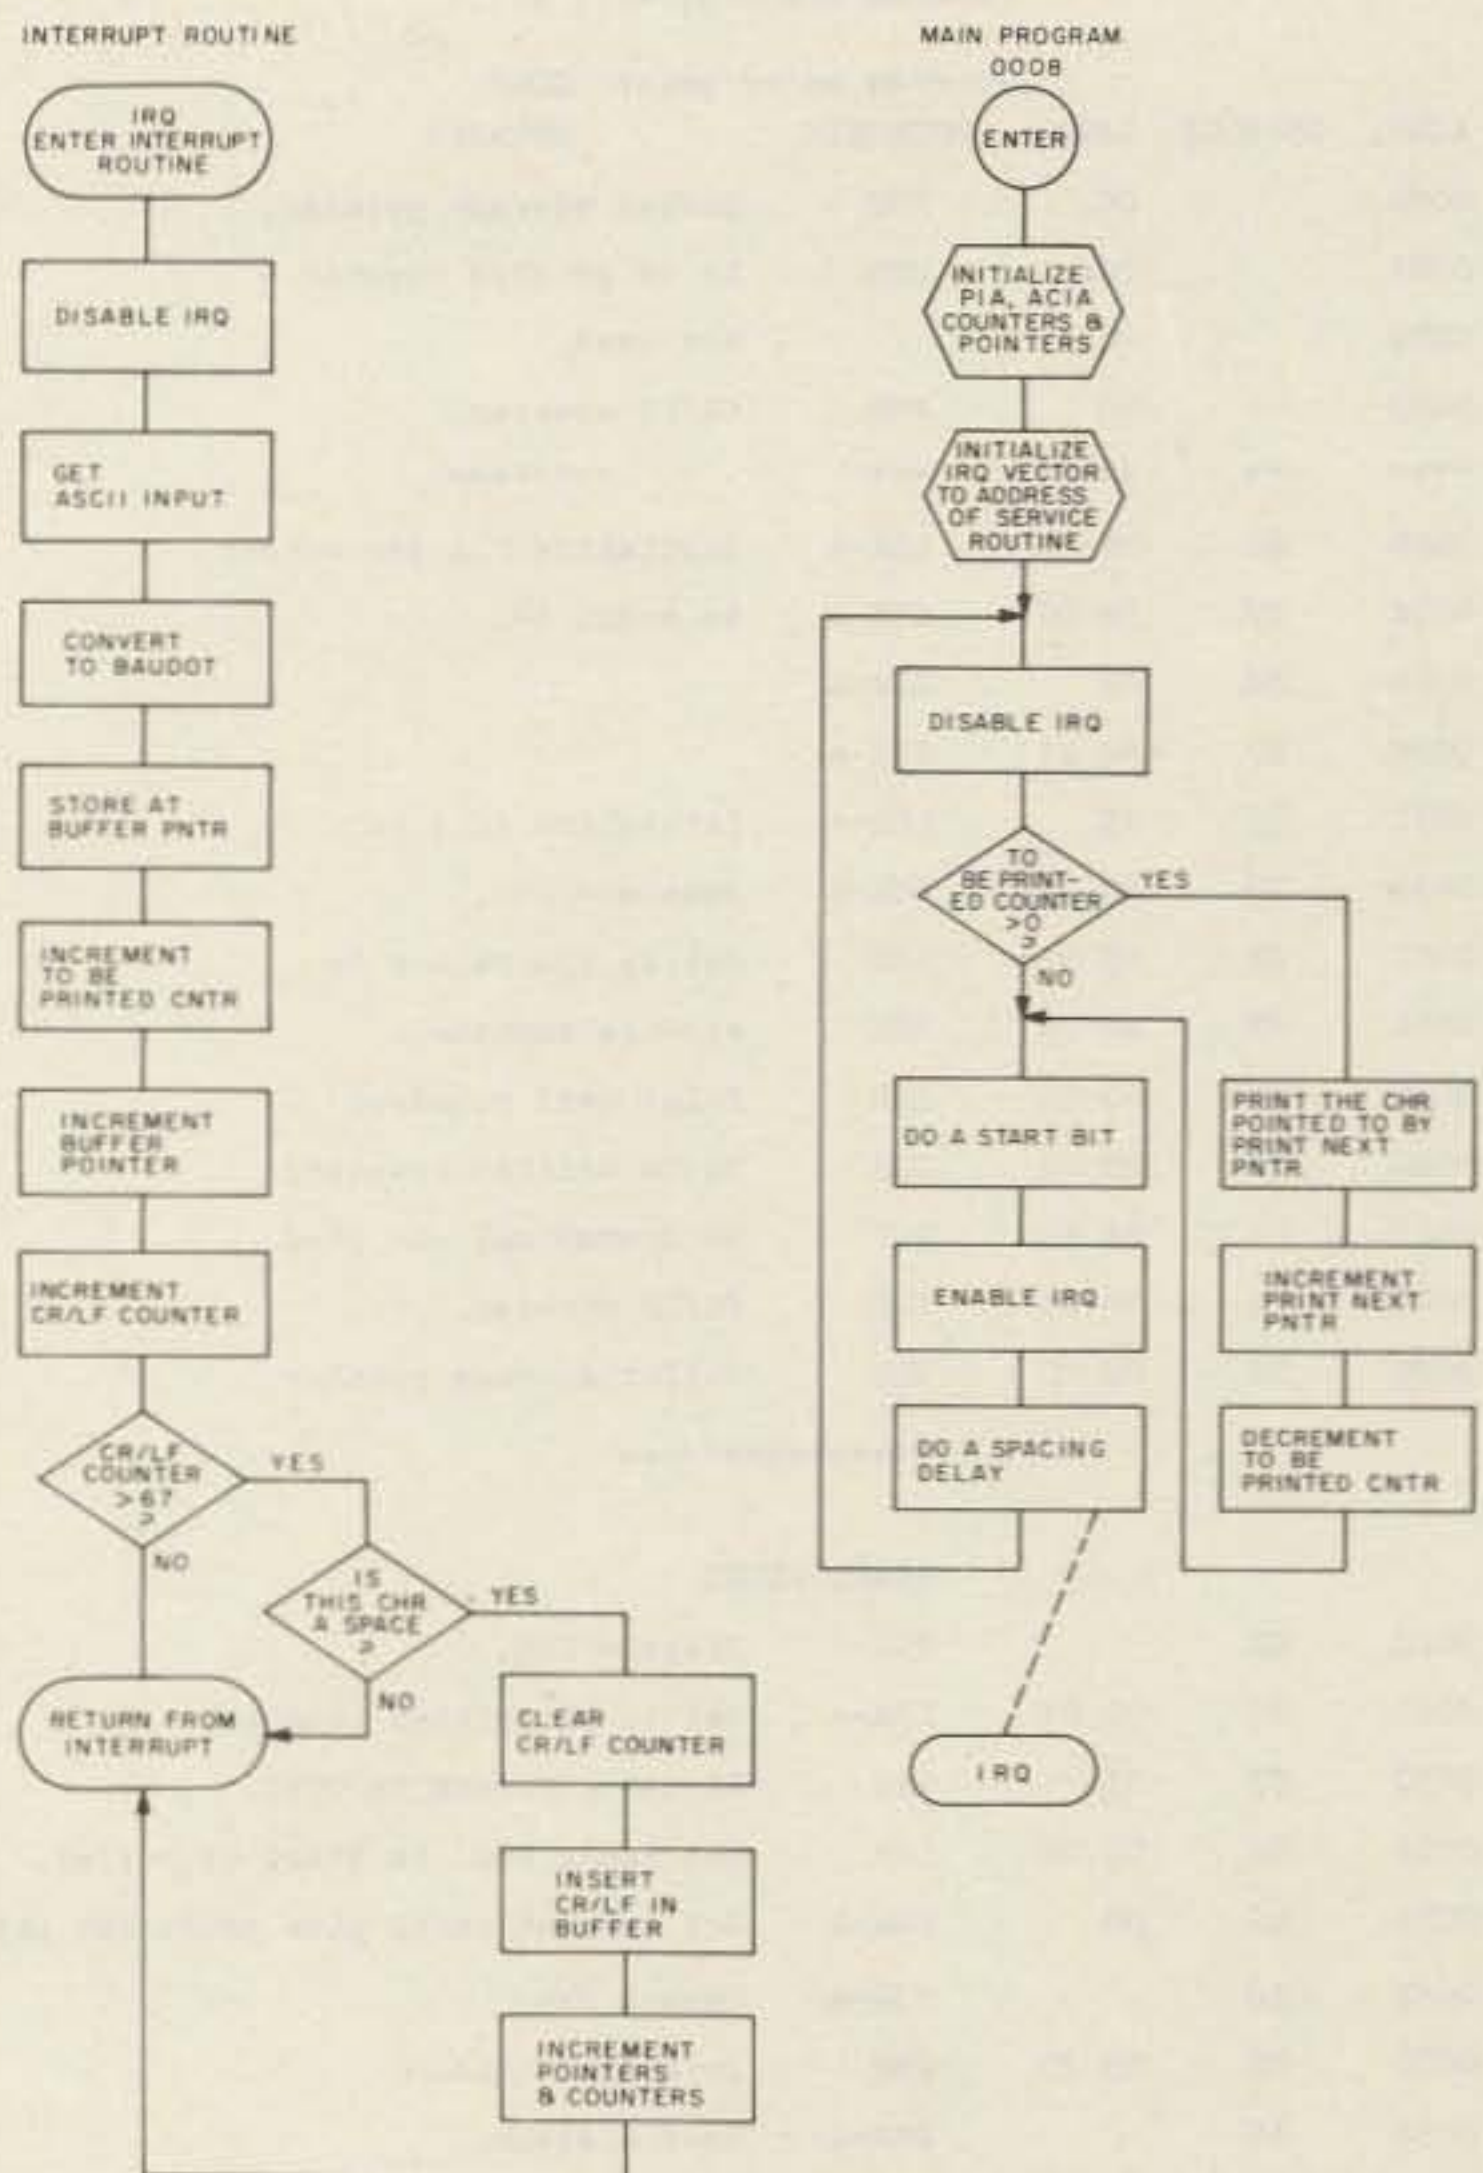 INTERRUPT ROUTINE
IRQ
ENTER INTERRUPT
ROUTINE
DISABLE IRQ
GET
ASCII INPUT
CONVERT
TO BAUDOT
STORE AT
BUFFER PNTR
INCREMENT
TO BE
PRINTED CNTR
INCREMENT
BUFFER
POINTER
INCREMENT
CR/LF COUNTER
CR/LF
COUNTER
>67
?
YES
NO
IS
THIS CHR
A SPACE
?
YES
NO
RETURN FROM
INTERRUPT
CLEAR
CR/LF COUNTER
INSERT
CR/LF IN
BUFFER
INCREMENT
POINTERS
& COUNTERS
MAIN PROGRAM
0008
ENTER
INITIALIZE
PIA, ACIA
COUNTERS &
POINTERS
INITIALIZE
IRQ VECTOR
TO ADDRESS
OF SERVICE
ROUTINE
DISABLE IRQ
TO
BE PRINT-
ED COUNTER
>0
?
YES
NO
DO A START BIT
ENABLE IRQ
DO A SPACING
DELAY
PRINT THE CHR
POINTED TO BY
PRINT NEXT
PNTR
INCREMENT
PRINT NEXT
PNTR
DECREMENT
TO BE
PRINTED CNTR
IRQ